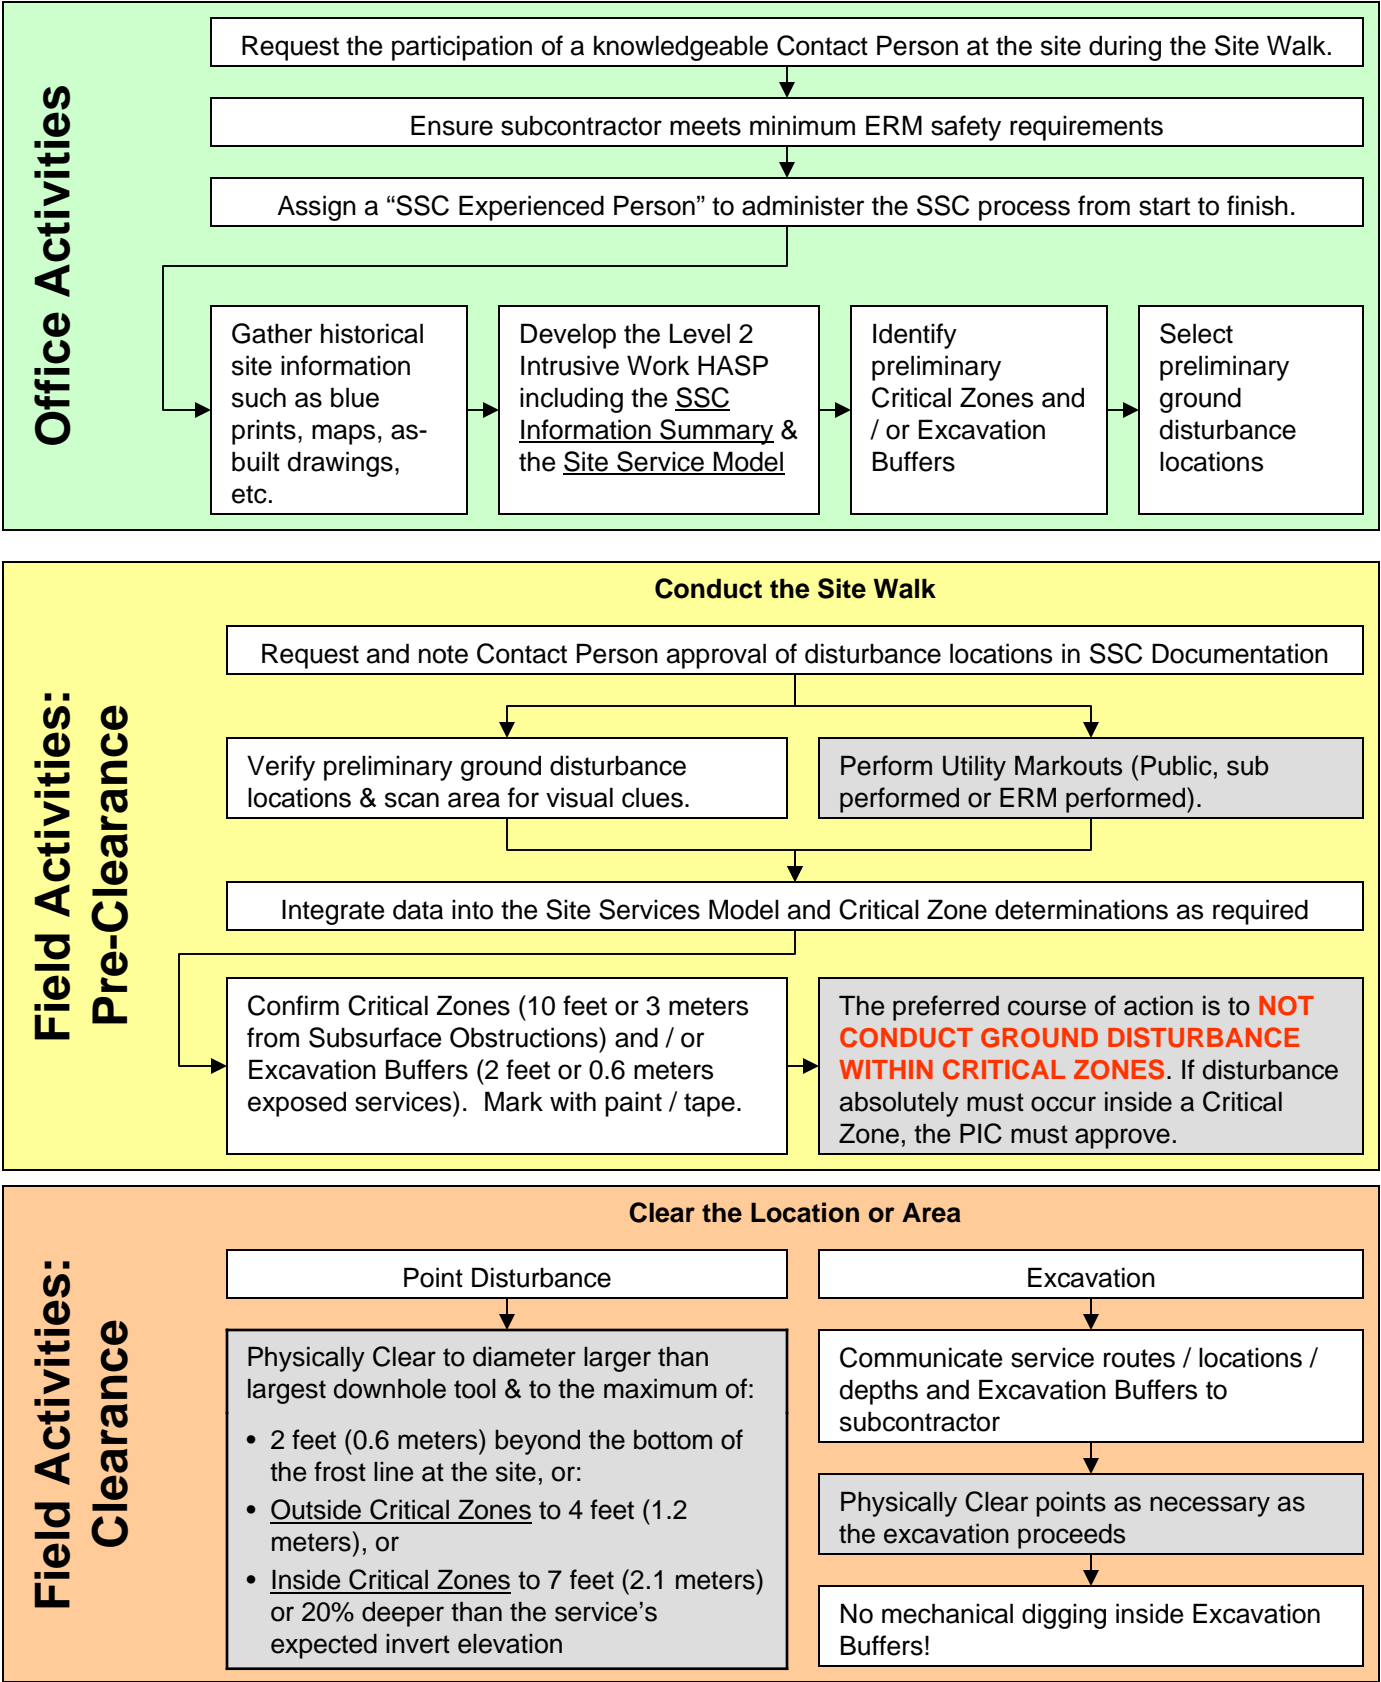 Office Activities
Request the participation of a knowledgeable Contact Person at the site during the Site Walk.
Ensure subcontractor meets minimum ERM safety requirements
Assign a “SSC Experienced Person” to administer the SSC process from start to finish.
Gather historical
site information
such as blue
prints, maps, as-
built drawings,
etc.
Develop the Level 2
Intrusive Work HASP
including the SSC
Information Summary &
the Site Service Model
Identify
preliminary
Critical Zones and
/ or Excavation
Buffers
Select
preliminary
ground
disturbance
locations
Field Activities:
Pre-Clearance
Conduct the Site Walk
Request and note Contact Person approval of disturbance locations in SSC Documentation
Verify preliminary ground disturbance
locations & scan area for visual clues.
Perform Utility Markouts (Public, sub
performed or ERM performed).
Integrate data into the Site Services Model and Critical Zone determinations as required
Confirm Critical Zones (10 feet or 3 meters
from Subsurface Obstructions) and / or
Excavation Buffers (2 feet or 0.6 meters
exposed services).  Mark with paint / tape.
The preferred course of action is to NOT
CONDUCT GROUND DISTURBANCE
WITHIN CRITICAL ZONES. If disturbance
absolutely must occur inside a Critical
Zone, the PIC must approve.
Field Activities:
Clearance
Clear the Location or Area
Point Disturbance
Physically Clear to diameter larger than
largest downhole tool & to the maximum of:
• 2 feet (0.6 meters) beyond the bottom of
the frost line at the site, or:
• Outside Critical Zones to 4 feet (1.2
meters), or
• Inside Critical Zones to 7 feet (2.1 meters)
or 20% deeper than the service’s
expected invert elevation
Excavation
Communicate service routes / locations /
depths and Excavation Buffers to
subcontractor
Physically Clear points as necessary as
the excavation proceeds
No mechanical digging inside Excavation
Buffers!